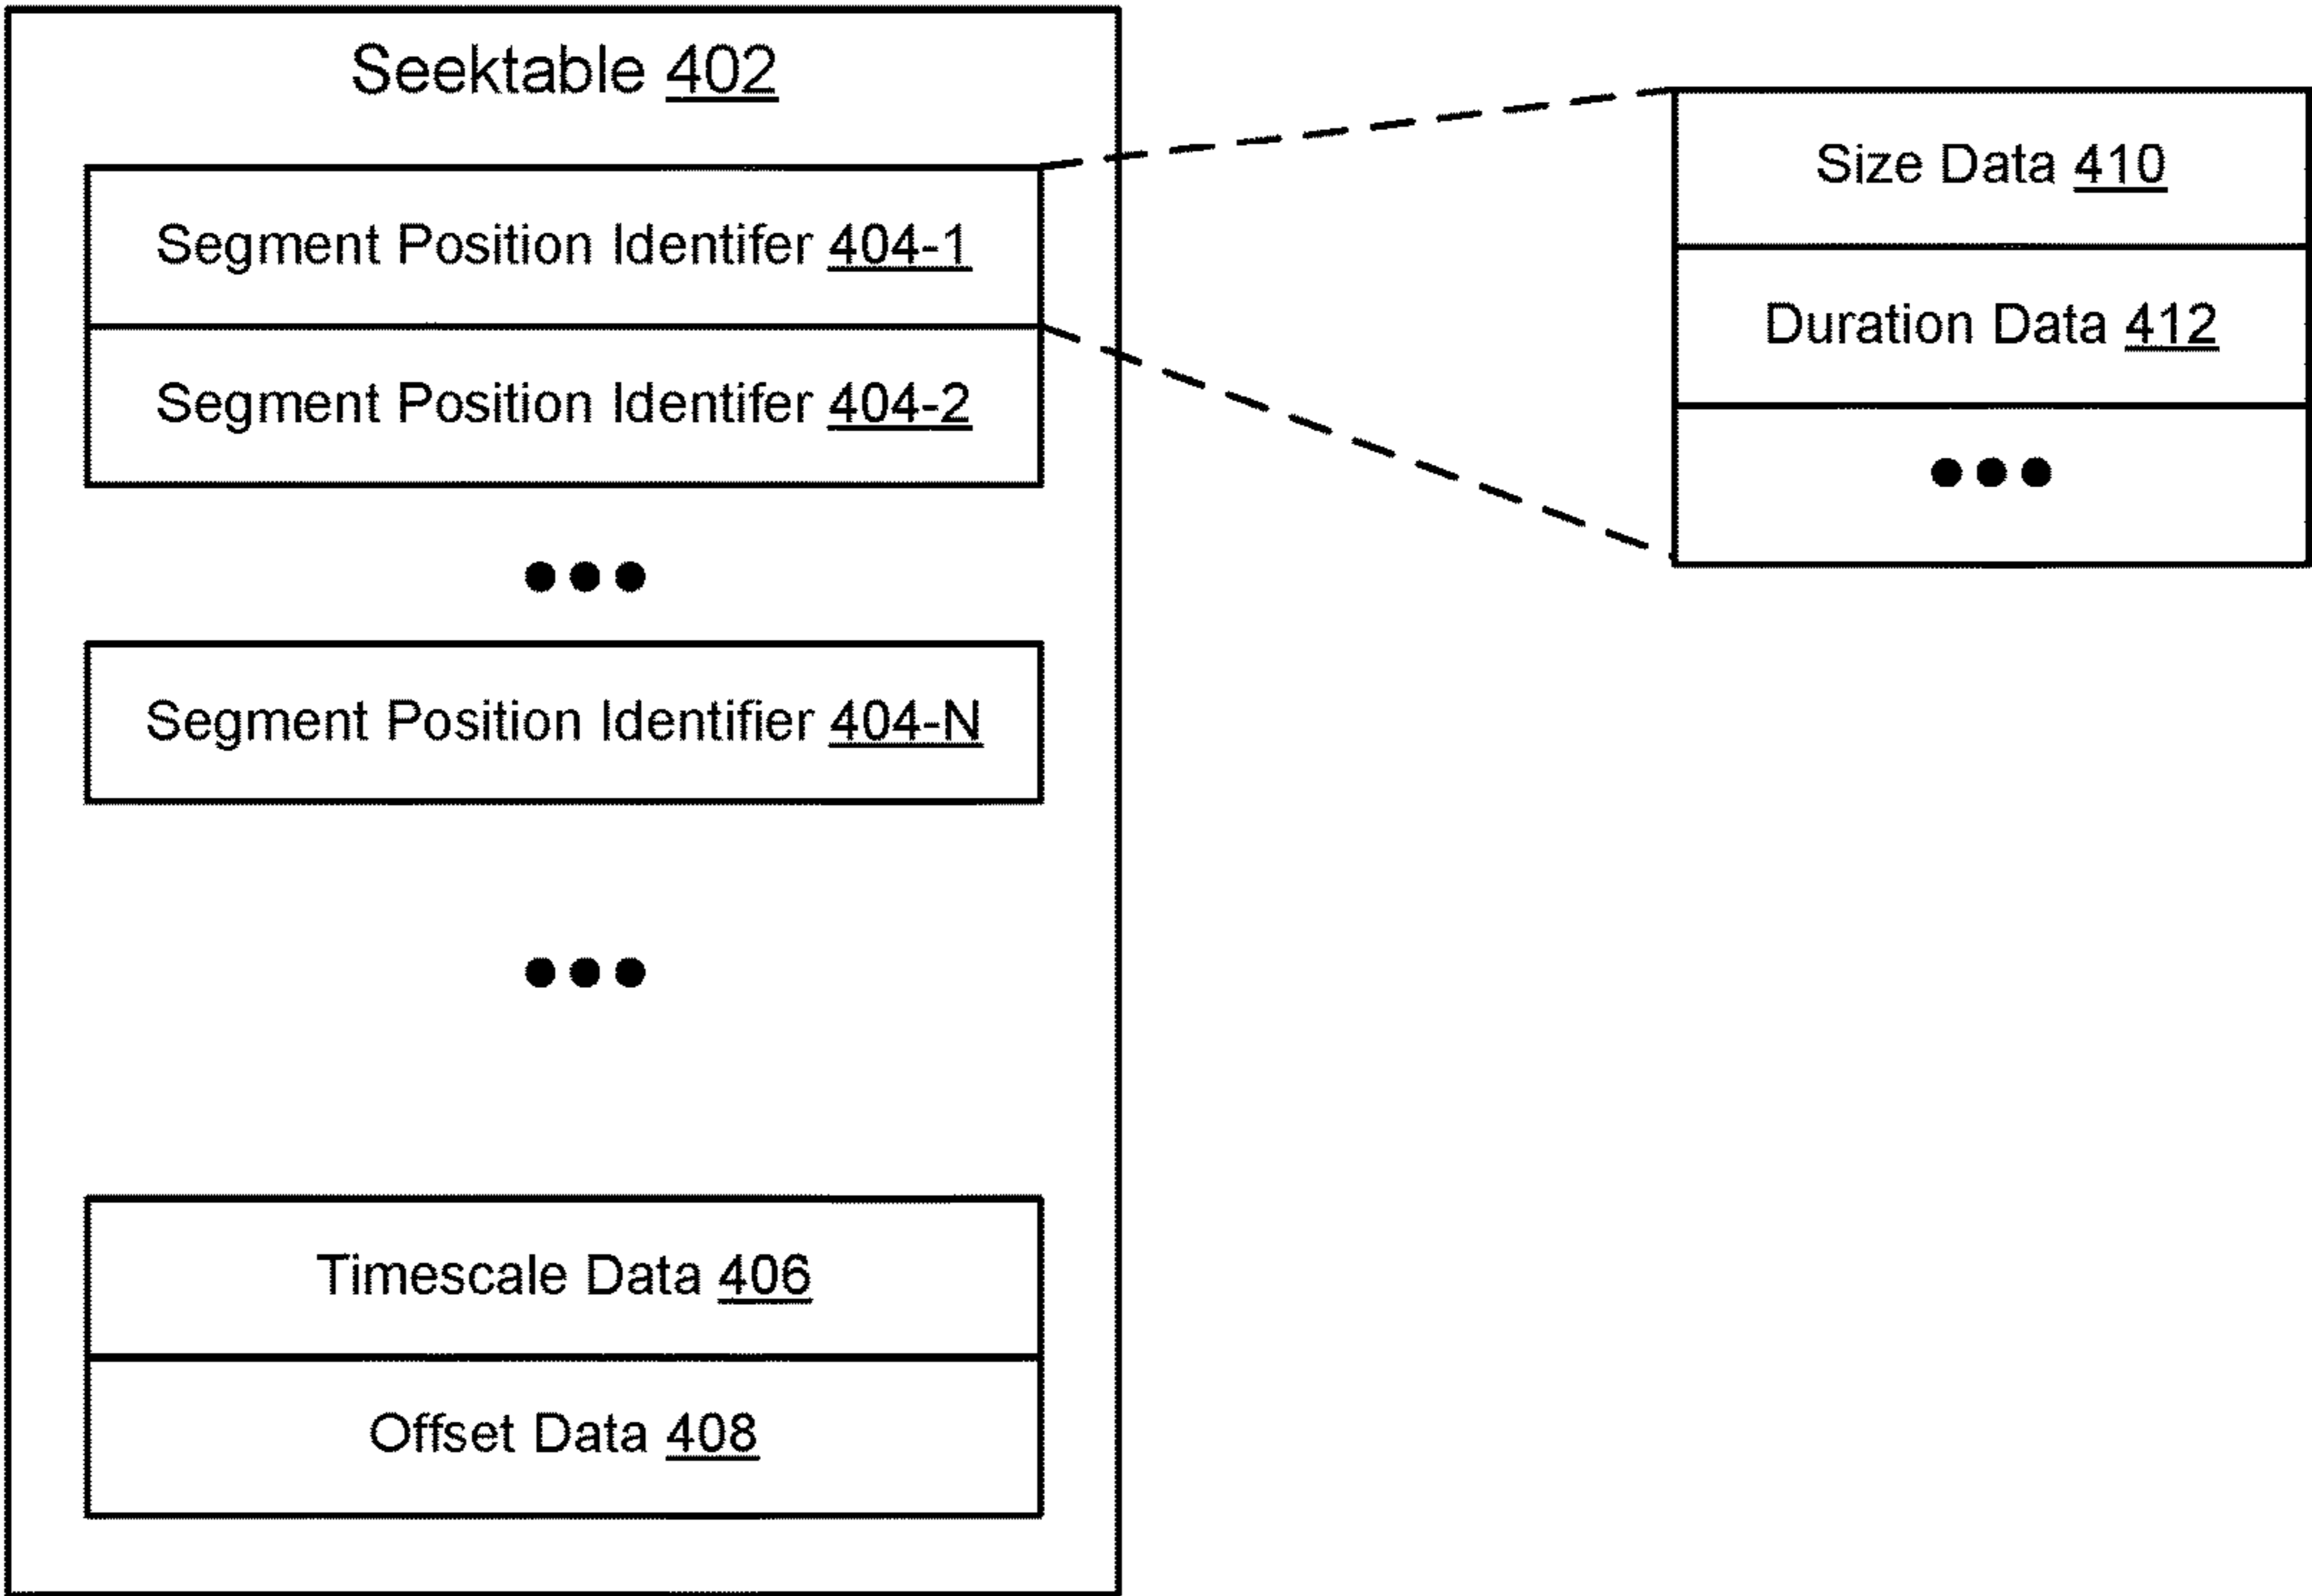 Seektable 402
Segment Position Identifer 404-1
Segment Position Identifer 404-2
Segment Position Identifier 404-N
Timescale Data 406
Offset Data 408
Size Data 410
Duration Data 412